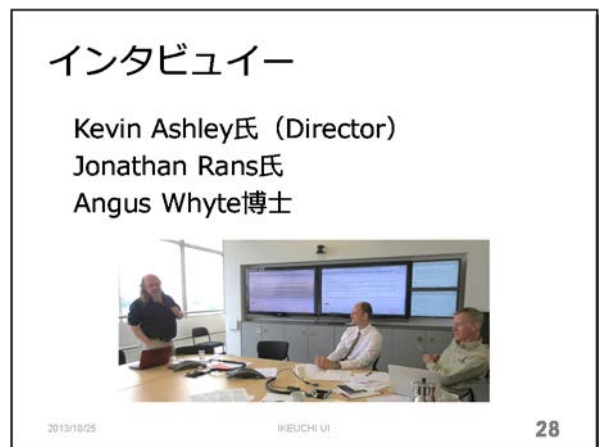 インタビュイー
Kevin Ashley氏（Director）
Jonathan Rans氏
Angus Whyte博士
2013/10/25
IKEUCHI UI
28